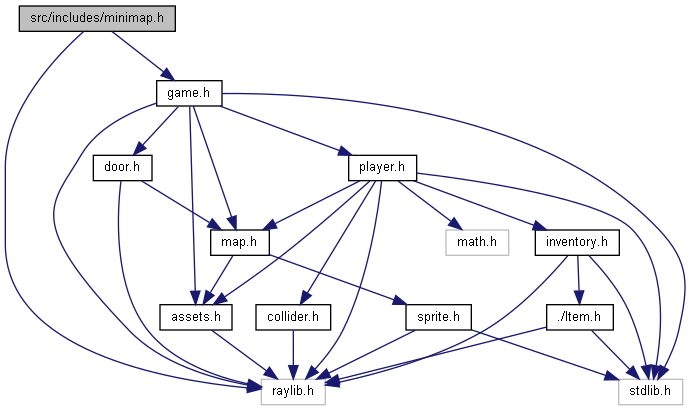 src/includes/minimap.h
game.h
door.h
player.h
map.h
math.h
inventory.h
assets.h
collider.h
sprite.h
./Item.h
raylib.h
stdlib.h